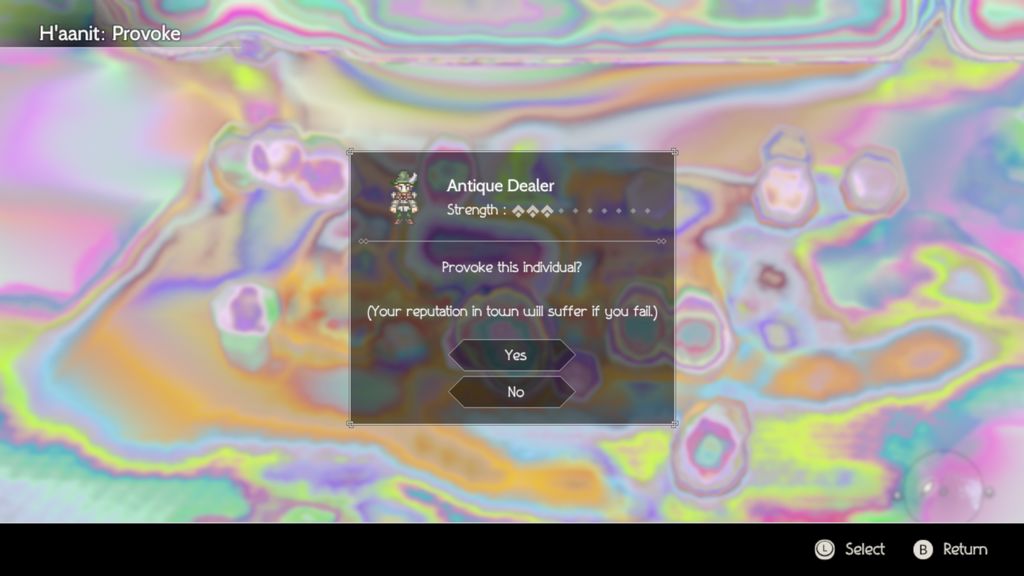 H'aanit: Provoke
Antique Dealer
Strength :
Provoke this individual?
(Your reputation in town will suffer if you fail.)
Yes
No
L Select B Return